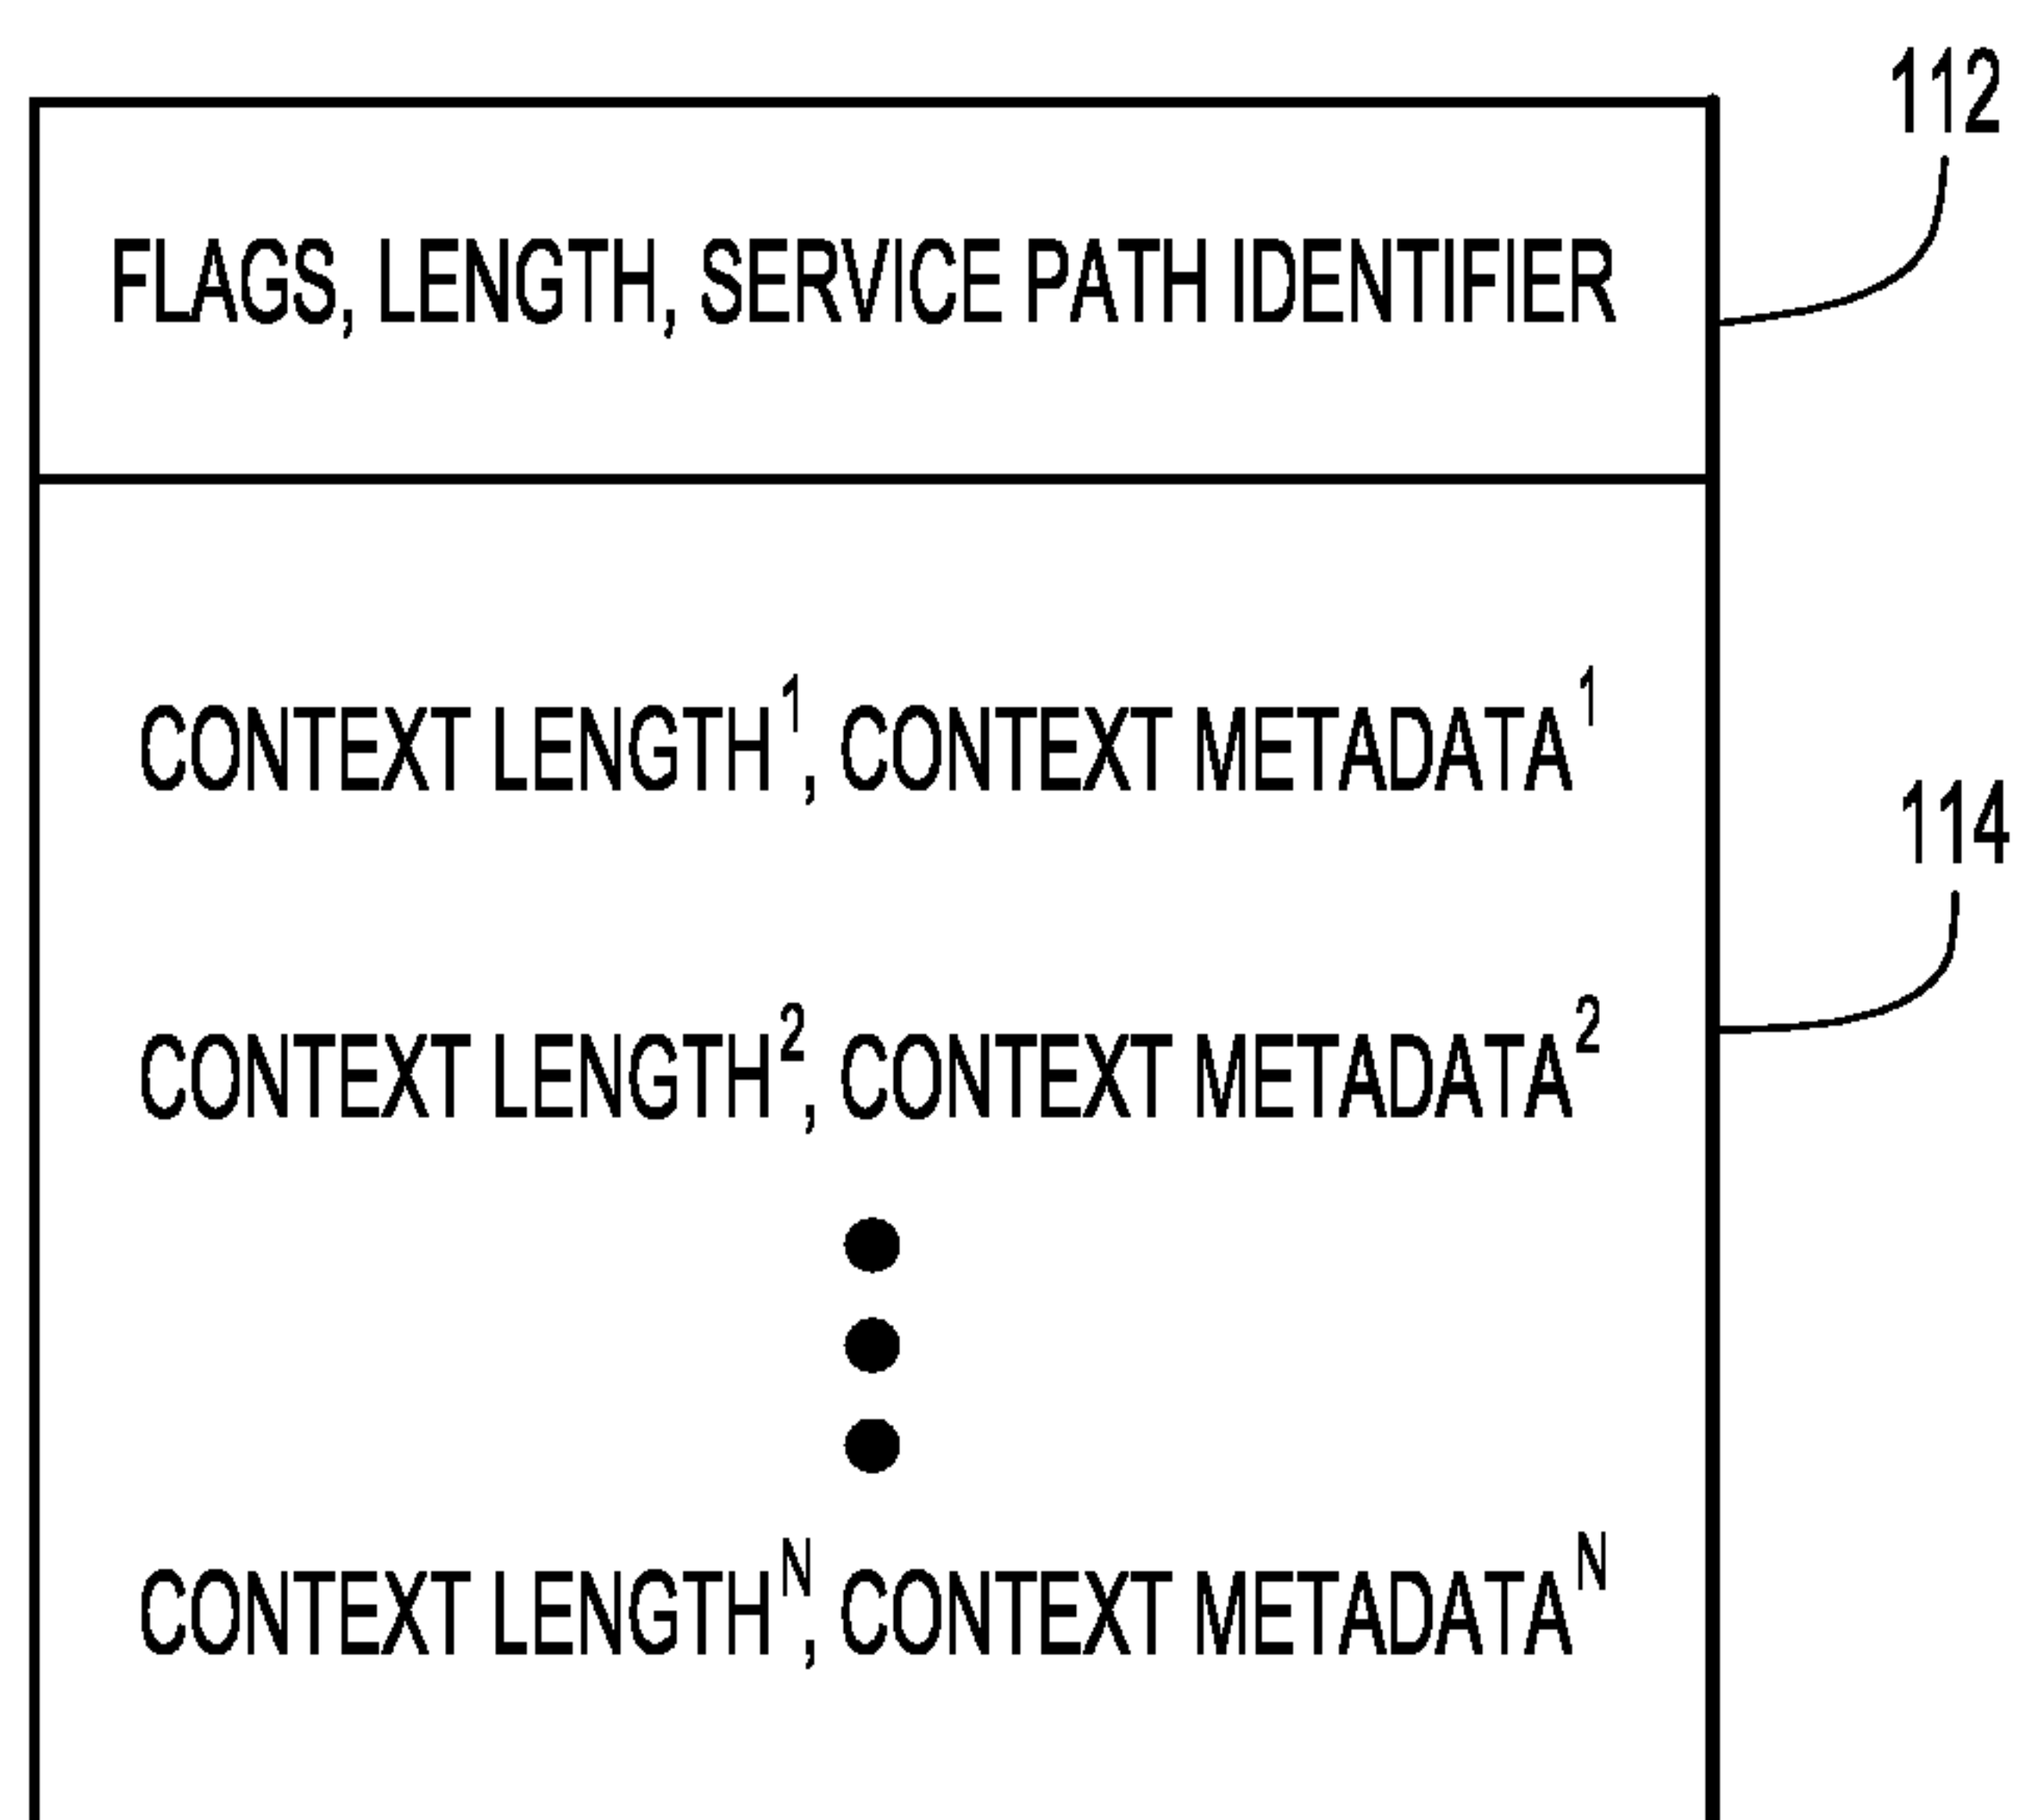 112
FLAGS, LENGTH, SERVICE PATH IDENTIFIER
CONTEXT LENGTH¹, CONTEXT METADATA¹
114
CONTEXT LENGTH², CONTEXT METADATA²
CONTEXT LENGTHᴺ, CONTEXT METADATAᴺ